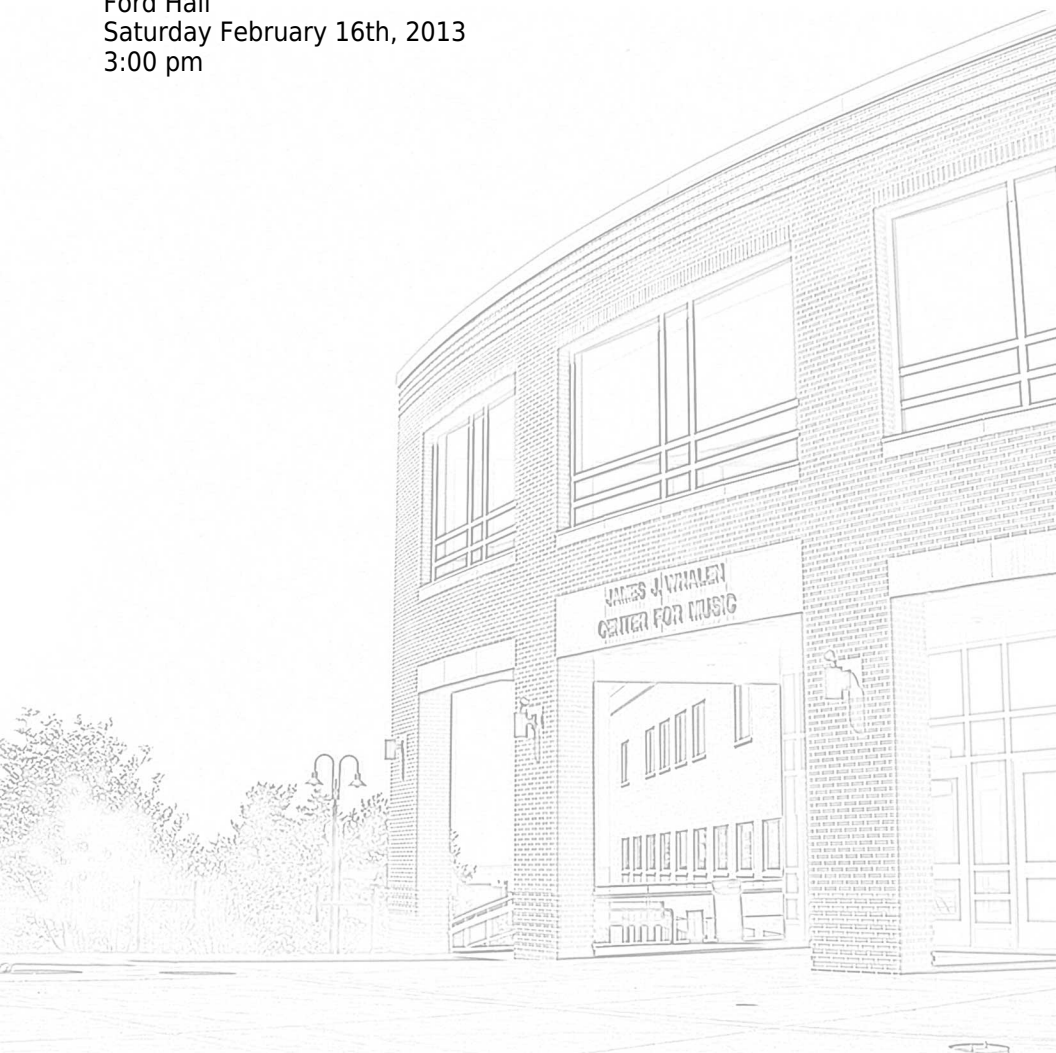 Ford Hall
Saturday February 16th, 2013
3:00 pm
JAMES J. WHALEN
CENTER FOR MUSIC